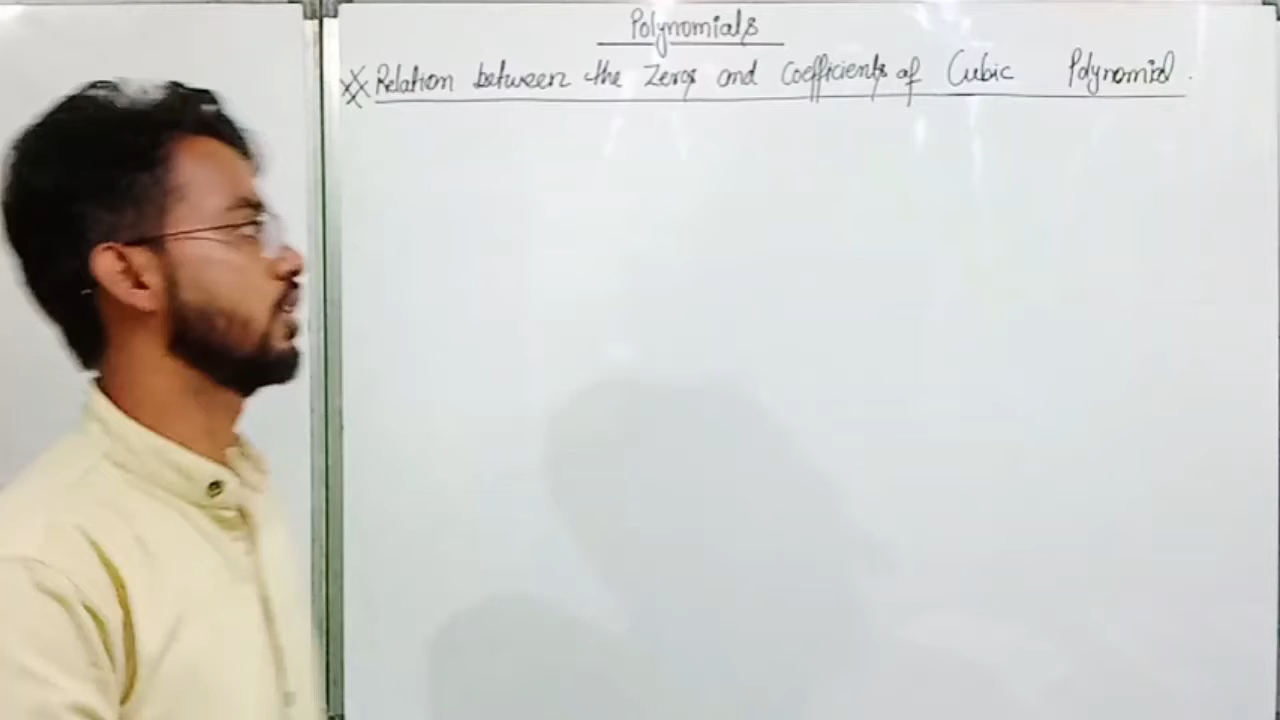 Polynomials
** Relation between the Zeros and Coefficients of Cubic Polynomial.